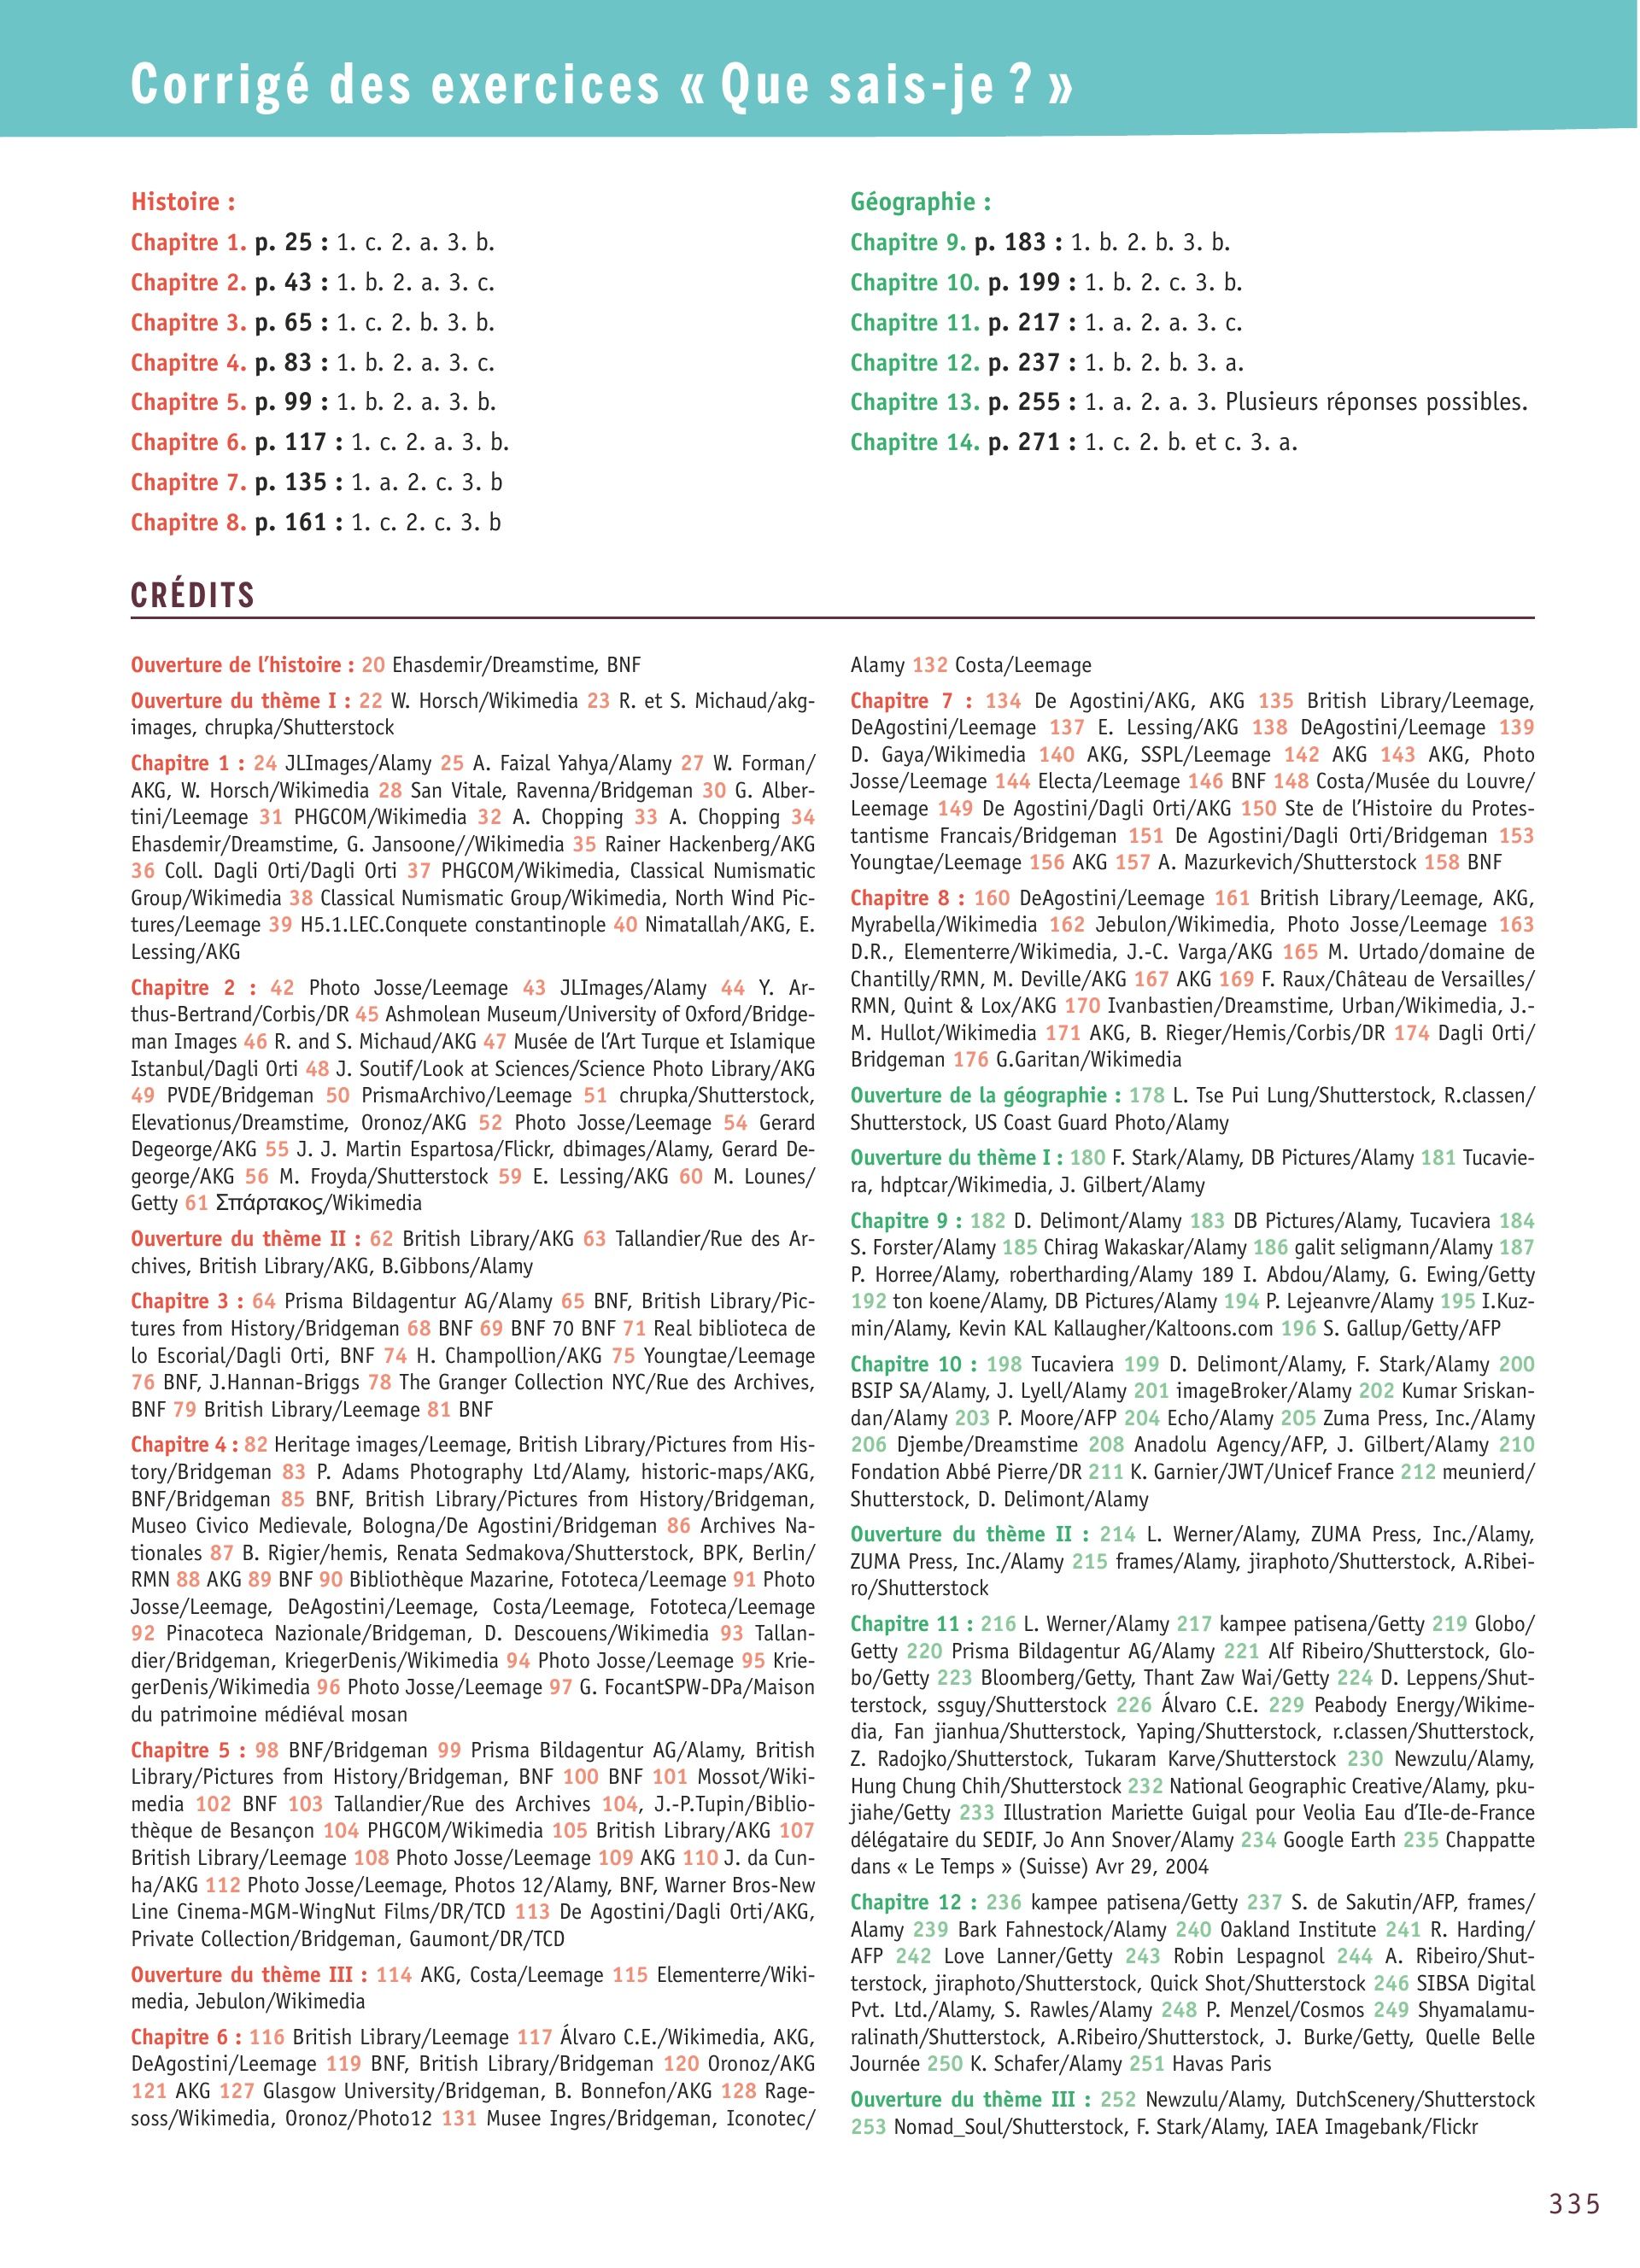 Corrigé des exercices « Que sais-je ? »
Histoire :
Chapitre 1. p. 25 : 1. c. 2. a. 3. b.
Chapitre 2. p. 43 : 1. b. 2. a. 3. c.
Chapitre 3. p. 65 : 1. c. 2. b. 3. b.
Chapitre 4. p. 83 : 1. b. 2. a. 3. c.
Chapitre 5. p. 99 : 1. b. 2. a. 3. b.
Chapitre 6. p. 117 : 1. c. 2. a. 3. b.
Chapitre 7. p. 135 : 1. a. 2. c. 3. b
Chapitre 8. p. 161 : 1. c. 2. c. 3. b
Géographie :
Chapitre 9. p. 183 : 1. b. 2. b. 3. b.
Chapitre 10. p. 199 : 1. b. 2. c. 3. b.
Chapitre 11. p. 217 : 1. a. 2. a. 3. c.
Chapitre 12. p. 237 : 1. b. 2. b. 3. a.
Chapitre 13. p. 255 : 1. a. 2. a. 3. Plusieurs réponses possibles.
Chapitre 14. p. 271 : 1. c. 2. b. et c. 3. a.
CRÉDITS
Ouverture de l’histoire : 20 Ehasdemir/Dreamstime, BNF
Ouverture du thème I : 22 W. Horsch/Wikimedia 23 R. et S. Michaud/akg-
images, chrupka/Shutterstock
Chapitre 1 : 24 JLImages/Alamy 25 A. Faizal Yahya/Alamy 27 W. Forman/
AKG, W. Horsch/Wikimedia 28 San Vitale, Ravenna/Bridgeman 30 G. Alber-
tini/Leemage 31 PHGCOM/Wikimedia 32 A. Chopping 33 A. Chopping 34
Ehasdemir/Dreamstime, G. Jansoone//Wikimedia 35 Rainer Hackenberg/AKG
36 Coll. Dagli Orti/Dagli Orti 37 PHGCOM/Wikimedia, Classical Numismatic
Group/Wikimedia 38 Classical Numismatic Group/Wikimedia, North Wind Pic-
tures/Leemage 39 H5.1.LEC.Conquete constantinople 40 Nimatallah/AKG, E.
Lessing/AKG
Chapitre 2 : 42 Photo Josse/Leemage 43 JLImages/Alamy 44 Y. Ar-
thus-Bertrand/Corbis/DR 45 Ashmolean Museum/University of Oxford/Bridge-
man Images 46 R. and S. Michaud/AKG 47 Musée de l’Art Turque et Islamique
Istanbul/Dagli Orti 48 J. Soutif/Look at Sciences/Science Photo Library/AKG
49 PVDE/Bridgeman 50 PrismaArchivo/Leemage 51 chrupka/Shutterstock,
Elevationus/Dreamstime, Oronoz/AKG 52 Photo Josse/Leemage 54 Gerard
Degeorge/AKG 55 J. J. Martin Espartosa/Flickr, dbimages/Alamy, Gerard De-
george/AKG 56 M. Froyda/Shutterstock 59 E. Lessing/AKG 60 M. Lounes/
Getty 61 Σπάρτακος/Wikimedia
Ouverture du thème II : 62 British Library/AKG 63 Tallandier/Rue des Ar-
chives, British Library/AKG, B.Gibbons/Alamy
Chapitre 3 : 64 Prisma Bildagentur AG/Alamy 65 BNF, British Library/Pic-
tures from History/Bridgeman 68 BNF 69 BNF 70 BNF 71 Real biblioteca de
lo Escorial/Dagli Orti, BNF 74 H. Champollion/AKG 75 Youngtae/Leemage
76 BNF, J.Hannan-Briggs 78 The Granger Collection NYC/Rue des Archives,
BNF 79 British Library/Leemage 81 BNF
Chapitre 4 : 82 Heritage images/Leemage, British Library/Pictures from His-
tory/Bridgeman 83 P. Adams Photography Ltd/Alamy, historic-maps/AKG,
BNF/Bridgeman 85 BNF, British Library/Pictures from History/Bridgeman,
Museo Civico Medievale, Bologna/De Agostini/Bridgeman 86 Archives Na-
tionales 87 B. Rigier/hemis, Renata Sedmakova/Shutterstock, BPK, Berlin/
RMN 88 AKG 89 BNF 90 Bibliothèque Mazarine, Fototeca/Leemage 91 Photo
Josse/Leemage, DeAgostini/Leemage, Costa/Leemage, Fototeca/Leemage
92 Pinacoteca Nazionale/Bridgeman, D. Descouens/Wikimedia 93 Tallan-
dier/Bridgeman, KriegerDenis/Wikimedia 94 Photo Josse/Leemage 95 Krie-
gerDenis/Wikimedia 96 Photo Josse/Leemage 97 G. FocantSPW-DPa/Maison
du patrimoine médiéval mosan
Chapitre 5 : 98 BNF/Bridgeman 99 Prisma Bildagentur AG/Alamy, British
Library/Pictures from History/Bridgeman, BNF 100 BNF 101 Mossot/Wiki-
media 102 BNF 103 Tallandier/Rue des Archives 104, J.-P.Tupin/Biblio-
thèque de Besançon 104 PHGCOM/Wikimedia 105 British Library/AKG 107
British Library/Leemage 108 Photo Josse/Leemage 109 AKG 110 J. da Cun-
ha/AKG 112 Photo Josse/Leemage, Photos 12/Alamy, BNF, Warner Bros-New
Line Cinema-MGM-WingNut Films/DR/TCD 113 De Agostini/Dagli Orti/AKG,
Private Collection/Bridgeman, Gaumont/DR/TCD
Ouverture du thème III : 114 AKG, Costa/Leemage 115 Elementerre/Wiki-
media, Jebulon/Wikimedia
Chapitre 6 : 116 British Library/Leemage 117 Álvaro C.E./Wikimedia, AKG,
DeAgostini/Leemage 119 BNF, British Library/Bridgeman 120 Oronoz/AKG
121 AKG 127 Glasgow University/Bridgeman, B. Bonnefon/AKG 128 Rage-
soss/Wikimedia, Oronoz/Photo12 131 Musee Ingres/Bridgeman, Iconotec/
Alamy 132 Costa/Leemage
Chapitre 7 : 134 De Agostini/AKG, AKG 135 British Library/Leemage,
DeAgostini/Leemage 137 E. Lessing/AKG 138 DeAgostini/Leemage 139
D. Gaya/Wikimedia 140 AKG, SSPL/Leemage 142 AKG 143 AKG, Photo
Josse/Leemage 144 Electa/Leemage 146 BNF 148 Costa/Musée du Louvre/
Leemage 149 De Agostini/Dagli Orti/AKG 150 Ste de l’Histoire du Protes-
tantisme Francais/Bridgeman 151 De Agostini/Dagli Orti/Bridgeman 153
Youngtae/Leemage 156 AKG 157 A. Mazurkevich/Shutterstock 158 BNF
Chapitre 8 : 160 DeAgostini/Leemage 161 British Library/Leemage, AKG,
Myrabella/Wikimedia 162 Jebulon/Wikimedia, Photo Josse/Leemage 163
D.R., Elementerre/Wikimedia, J.-C. Varga/AKG 165 M. Urtado/domaine de
Chantilly/RMN, M. Deville/AKG 167 AKG 169 F. Raux/Château de Versailles/
RMN, Quint & Lox/AKG 170 Ivanbastien/Dreamstime, Urban/Wikimedia, J.-
M. Hullot/Wikimedia 171 AKG, B. Rieger/Hemis/Corbis/DR 174 Dagli Orti/
Bridgeman 176 G.Garitan/Wikimedia
Ouverture de la géographie : 178 L. Tse Pui Lung/Shutterstock, R.classen/
Shutterstock, US Coast Guard Photo/Alamy
Ouverture du thème I : 180 F. Stark/Alamy, DB Pictures/Alamy 181 Tucavie-
ra, hdptcar/Wikimedia, J. Gilbert/Alamy
Chapitre 9 : 182 D. Delimont/Alamy 183 DB Pictures/Alamy, Tucaviera 184
S. Forster/Alamy 185 Chirag Wakaskar/Alamy 186 galit seligmann/Alamy 187
P. Horree/Alamy, robertharding/Alamy 189 I. Abdou/Alamy, G. Ewing/Getty
192 ton koene/Alamy, DB Pictures/Alamy 194 P. Lejeanvre/Alamy 195 I.Kuz-
min/Alamy, Kevin KAL Kallaugher/Kaltoons.com 196 S. Gallup/Getty/AFP
Chapitre 10 : 198 Tucaviera 199 D. Delimont/Alamy, F. Stark/Alamy 200
BSIP SA/Alamy, J. Lyell/Alamy 201 imageBroker/Alamy 202 Kumar Sriskan-
dan/Alamy 203 P. Moore/AFP 204 Echo/Alamy 205 Zuma Press, Inc./Alamy
206 Djembe/Dreamstime 208 Anadolu Agency/AFP, J. Gilbert/Alamy 210
Fondation Abbé Pierre/DR 211 K. Garnier/JWT/Unicef France 212 meunierd/
Shutterstock, D. Delimont/Alamy
Ouverture du thème II : 214 L. Werner/Alamy, ZUMA Press, Inc./Alamy,
ZUMA Press, Inc./Alamy 215 frames/Alamy, jiraphoto/Shutterstock, A.Ribei-
ro/Shutterstock
Chapitre 11 : 216 L. Werner/Alamy 217 kampee patisena/Getty 219 Globo/
Getty 220 Prisma Bildagentur AG/Alamy 221 Alf Ribeiro/Shutterstock, Glo-
bo/Getty 223 Bloomberg/Getty, Thant Zaw Wai/Getty 224 D. Leppens/Shut-
terstock, ssguy/Shutterstock 226 Álvaro C.E. 229 Peabody Energy/Wikime-
dia, Fan jianhua/Shutterstock, Yaping/Shutterstock, r.classen/Shutterstock,
Z. Radojko/Shutterstock, Tukaram Karve/Shutterstock 230 Newzulu/Alamy,
Hung Chung Chih/Shutterstock 232 National Geographic Creative/Alamy, pku-
jiahe/Getty 233 Illustration Mariette Guigal pour Veolia Eau d’Ile-de-France
délégataire du SEDIF, Jo Ann Snover/Alamy 234 Google Earth 235 Chappatte
dans « Le Temps » (Suisse) Avr 29, 2004
Chapitre 12 : 236 kampee patisena/Getty 237 S. de Sakutin/AFP, frames/
Alamy 239 Bark Fahnestock/Alamy 240 Oakland Institute 241 R. Harding/
AFP 242 Love Lanner/Getty 243 Robin Lespagnol 244 A. Ribeiro/Shut-
terstock, jiraphoto/Shutterstock, Quick Shot/Shutterstock 246 SIBSA Digital
Pvt. Ltd./Alamy, S. Rawles/Alamy 248 P. Menzel/Cosmos 249 Shyamalamu-
ralinath/Shutterstock, A.Ribeiro/Shutterstock, J. Burke/Getty, Quelle Belle
Journée 250 K. Schafer/Alamy 251 Havas Paris
Ouverture du thème III : 252 Newzulu/Alamy, DutchScenery/Shutterstock
253 Nomad_Soul/Shutterstock, F. Stark/Alamy, IAEA Imagebank/Flickr
335